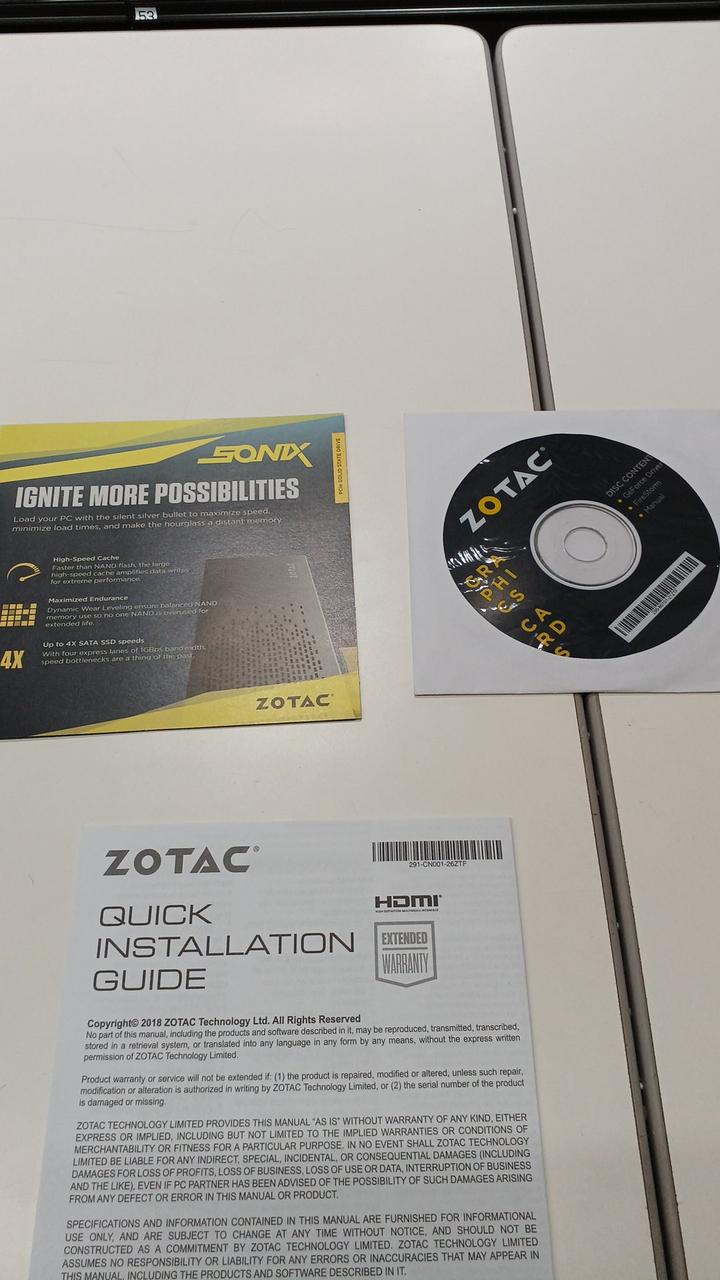 53
SONIX
PCIe SOLID STATE DRIVE
IGNITE MORE POSSIBILITIES
Load your PC with the silent silver bullet to maximize speed,
minimize load times, and make the hourglass a distant memory
High-Speed Cache
Faster than NAND flash, the large
high-speed cache amplifies data writes
for extreme performance.
Maximized Endurance
Dynamic Wear Leveling ensure balanced NAND
memory use so no one NAND is overused for
extended life.
4X
Up to 4X SATA SSD speeds
With four express lanes of 1GBps bandwidth,
speed bottlenecks are a thing of the past.
ZOTAC
ZOTAC
DISC CONTENT
GeForce Driver
FireStorm
Manual
GRA
PHI
CS
CA
RD
S
ZOTAC®
291-CN001-26ZTF
QUICK
INSTALLATION
GUIDE
HDMI
HIGH-DEFINITION MULTIMEDIA INTERFACE
EXTENDED
WARRANTY
Copyright© 2018 ZOTAC Technology Ltd. All Rights Reserved
No part of this manual, including the products and software described in it, may be reproduced, transmitted, transcribed,
stored in a retrieval system, or translated into any language in any form by any means, without the express written
permission of ZOTAC Technology Limited.
Product warranty or service will not be extended if: (1) the product is repaired, modified or altered, unless such repair,
modification or alteration is authorized in writing by ZOTAC Technology Limited, or (2) the serial number of the product
is damaged or missing.
ZOTAC TECHNOLOGY LIMITED PROVIDES THIS MANUAL "AS IS" WITHOUT WARRANTY OF ANY KIND, EITHER
EXPRESS OR IMPLIED, INCLUDING BUT NOT LIMITED TO THE IMPLIED WARRANTIES OR CONDITIONS OF
MERCHANTABILITY OR FITNESS FOR A PARTICULAR PURPOSE. IN NO EVENT SHALL ZOTAC TECHNOLOGY
LIMITED BE LIABLE FOR ANY INDIRECT, SPECIAL, INCIDENTAL, OR CONSEQUENTIAL DAMAGES (INCLUDING
DAMAGES FOR LOSS OF PROFITS, LOSS OF BUSINESS, LOSS OF USE OR DATA, INTERRUPTION OF BUSINESS
AND THE LIKE), EVEN IF PC PARTNER HAS BEEN ADVISED OF THE POSSIBILITY OF SUCH DAMAGES ARISING
FROM ANY DEFECT OR ERROR IN THIS MANUAL OR PRODUCT.
SPECIFICATIONS AND INFORMATION CONTAINED IN THIS MANUAL ARE FURNISHED FOR INFORMATIONAL
USE ONLY, AND ARE SUBJECT TO CHANGE AT ANY TIME WITHOUT NOTICE, AND SHOULD NOT BE
CONSTRUCTED AS A COMMITMENT BY ZOTAC TECHNOLOGY LIMITED. ZOTAC TECHNOLOGY LIMITED
ASSUMES NO RESPONSIBILITY OR LIABILITY FOR ANY ERRORS OR INACCURACIES THAT MAY APPEAR IN
THIS MANUAL, INCLUDING THE PRODUCTS AND SOFTWARE DESCRIBED IN IT.